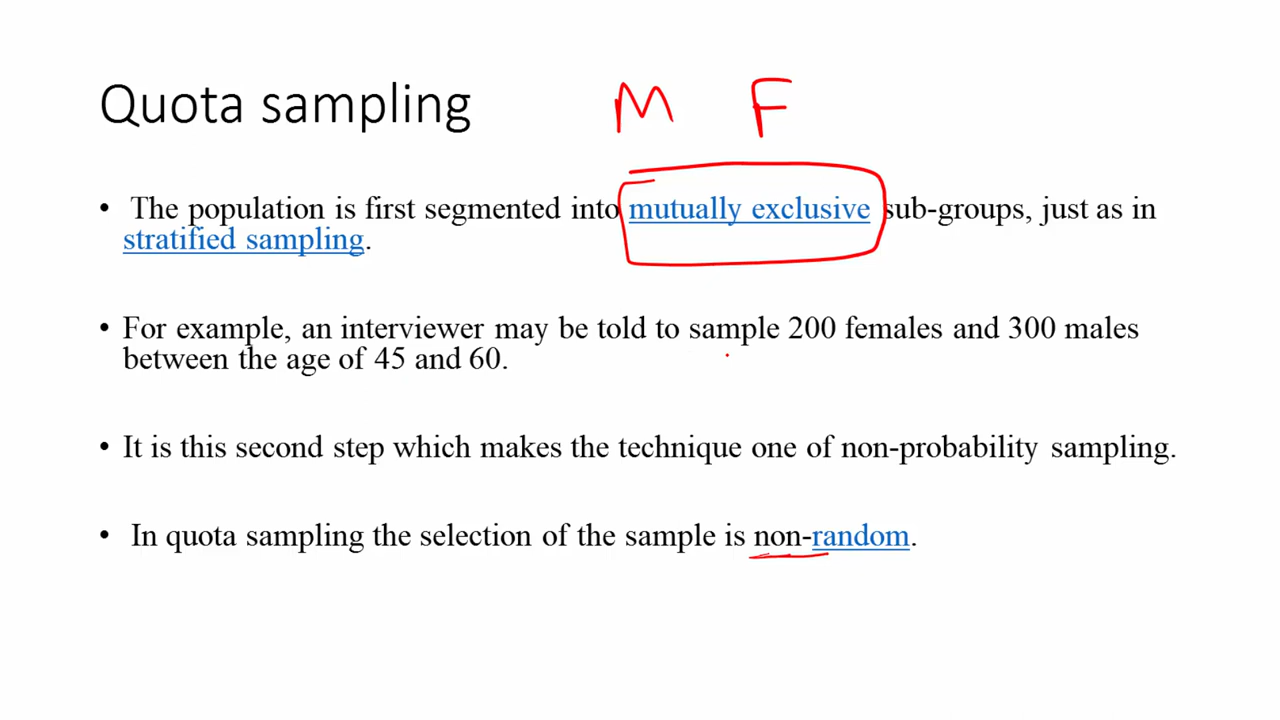 Quota sampling M F
• The population is first segmented into mutually exclusive sub-groups, just as in
stratified sampling.
• For example, an interviewer may be told to sample 200 females and 300 males
between the age of 45 and 60.
• It is this second step which makes the technique one of non-probability sampling.
• In quota sampling the selection of the sample is non-random.